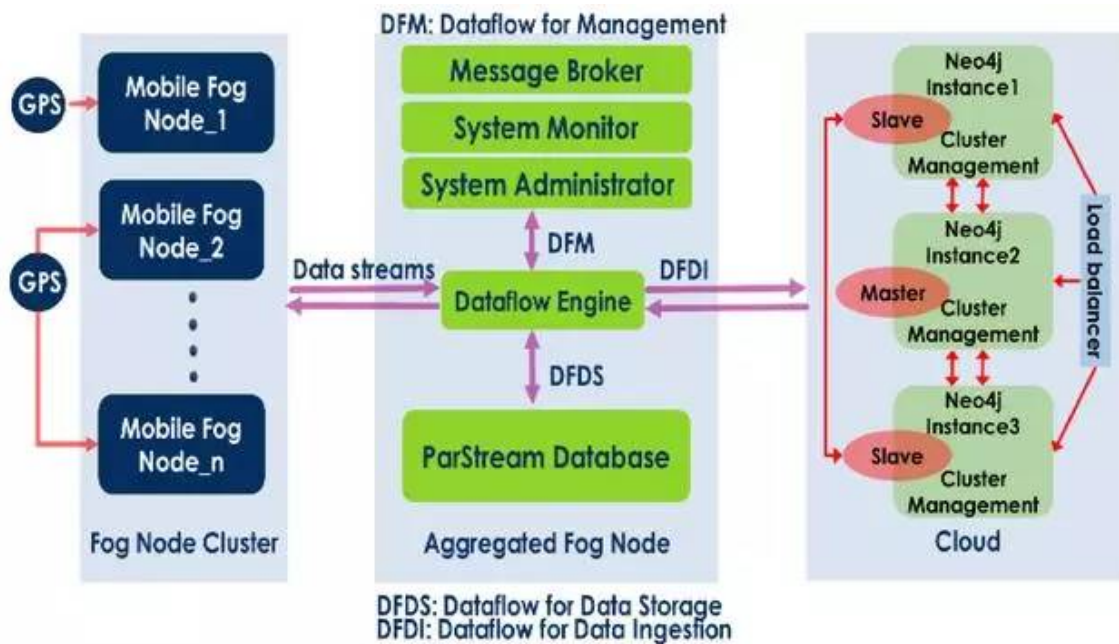 DFM: Dataflow for Management
GPS
Mobile Fog
Node_1
GPS
Mobile Fog
Node_2
Mobile Fog
Node_n
Fog Node Cluster
Data streams
Message Broker
System Monitor
System Administrator
DFM
Dataflow Engine
DFDS
ParStream Database
Aggregated Fog Node
DFDI
Neo4j
Instance1
Slave
Cluster
Management
Neo4j
Instance2
Master
Cluster
Management
Neo4j
Instance3
Slave
Cluster
Management
Load balancer
Cloud
DFDS: Dataflow for Data Storage
DFDI: Dataflow for Data Ingestion